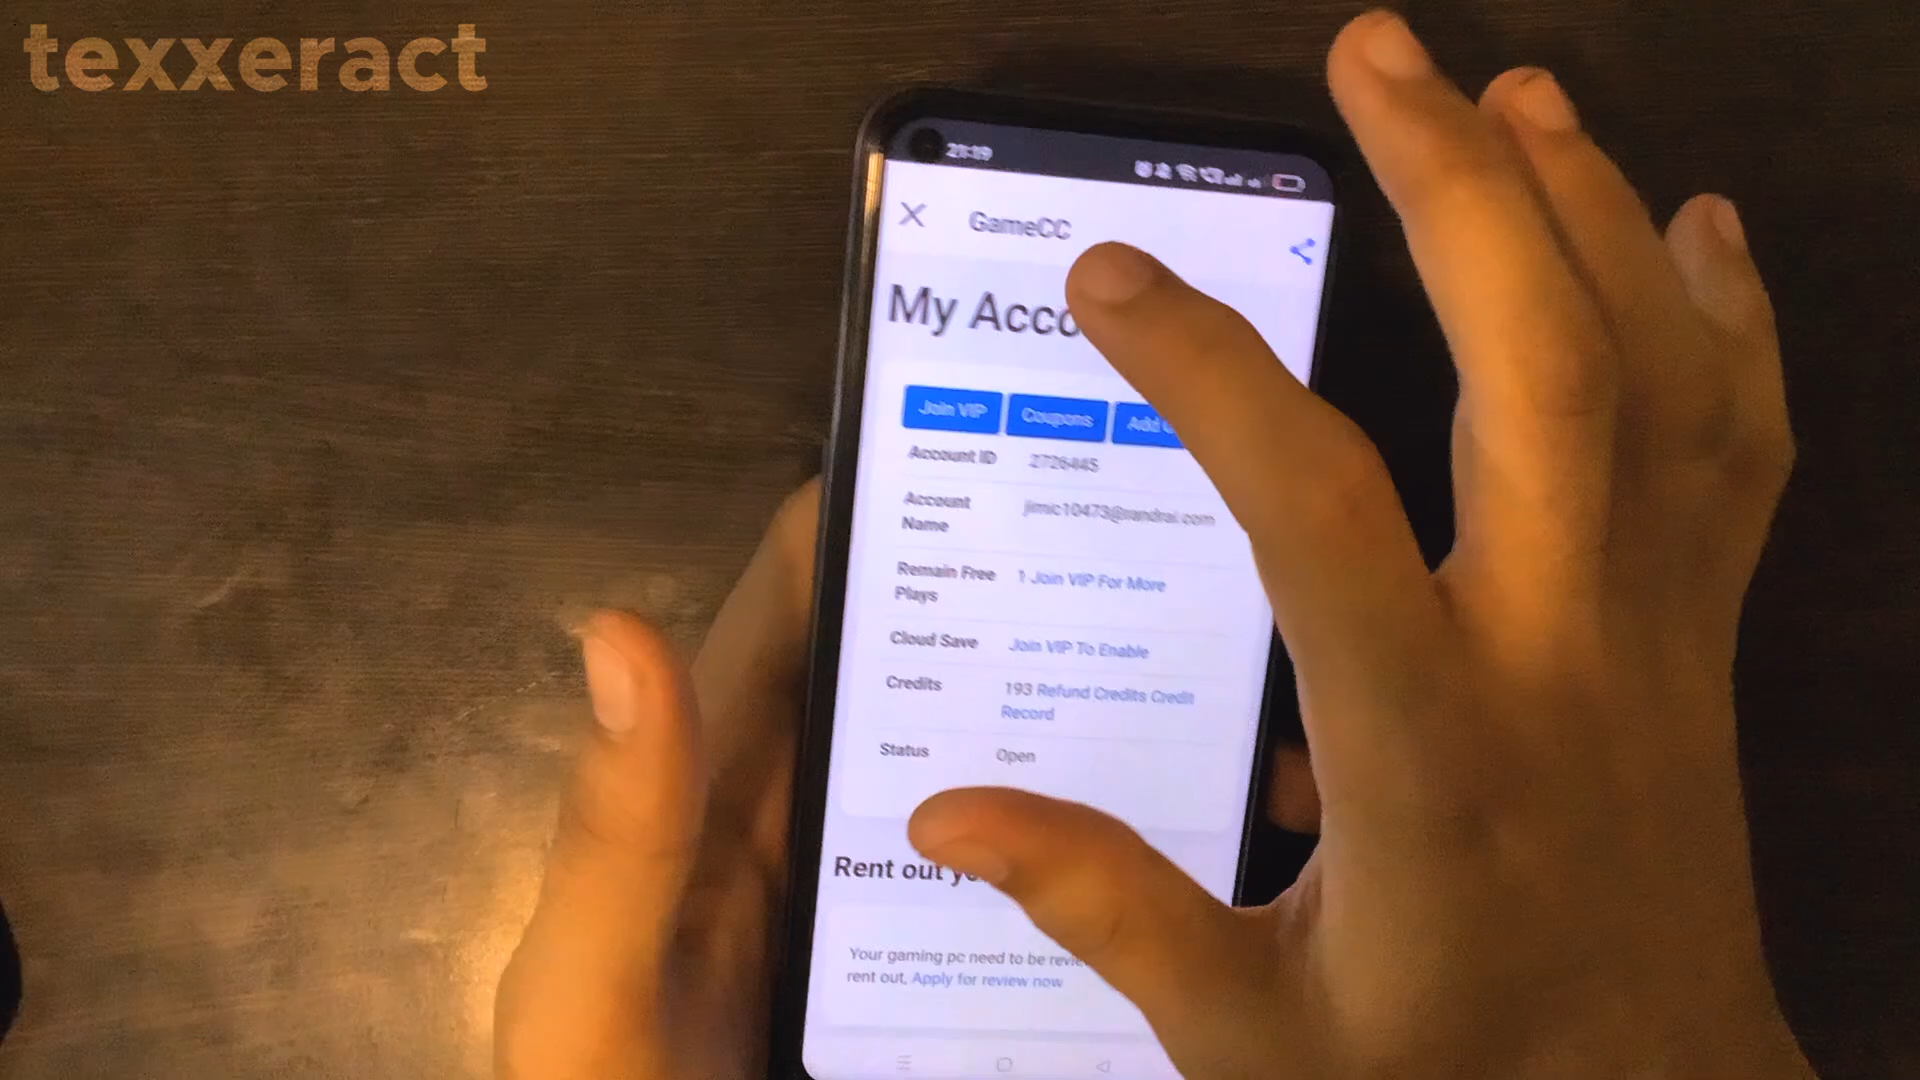 texxeract
21:19
GameCC
My Acco
Join VIP Coupons Add
Account ID 2726445
Account Name jimic10473@randrai.com
Remain Free Plays 1 Join VIP For More
Cloud Save Join VIP To Enable
Credits 193 Refund Credits Credit Record
Status Open
Rent out
Your gaming pc need to be
rent out, Apply for review now